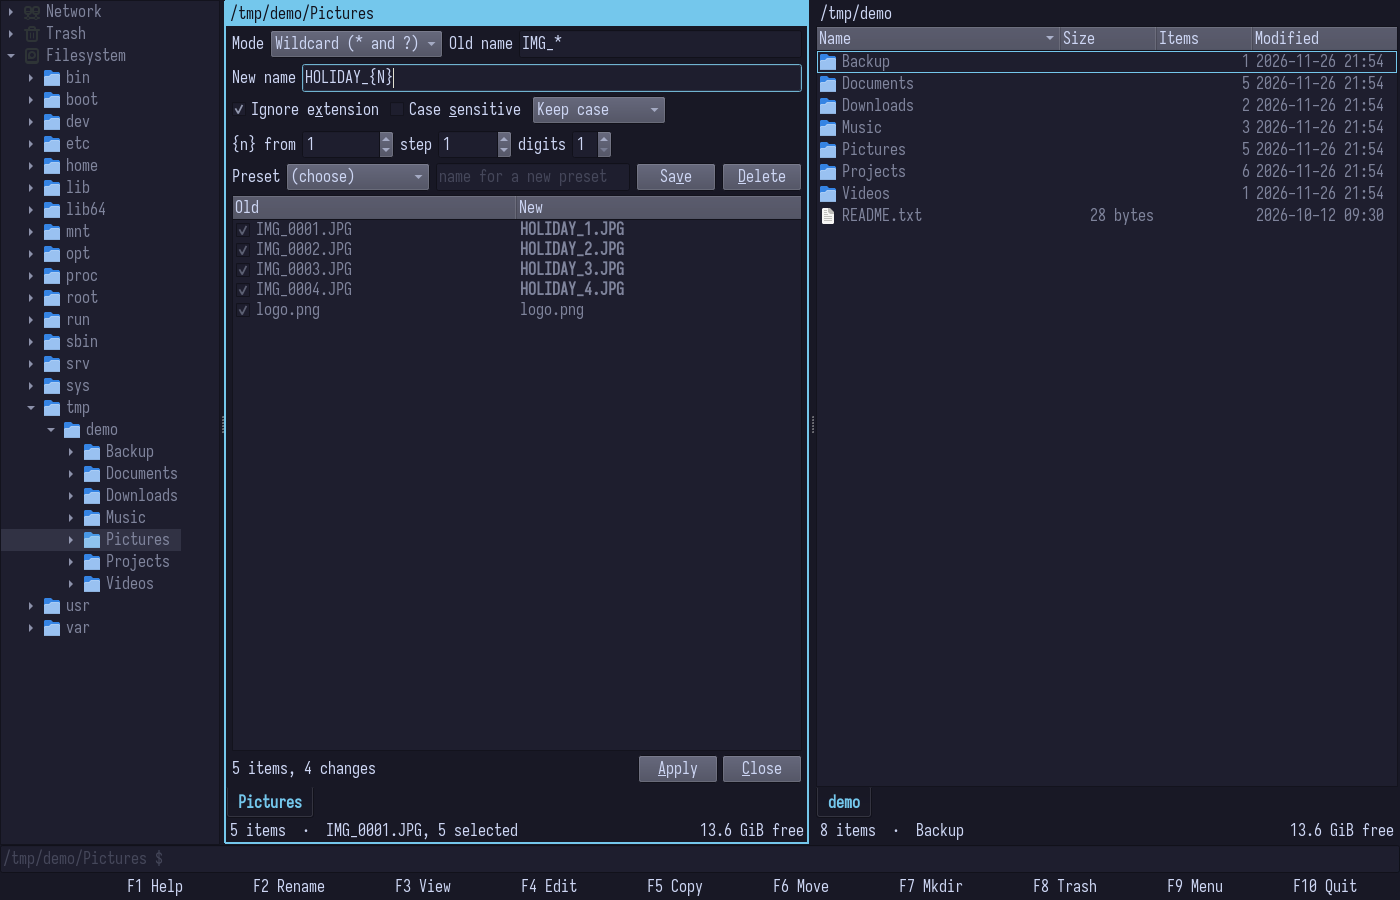 Network
Trash
Filesystem
bin
boot
dev
etc
home
lib
lib64
mnt
opt
proc
root
run
sbin
srv
sys
tmp
demo
Backup
Documents
Downloads
Music
Pictures
Projects
Videos
usr
var
/tmp/demo/Pictures
Mode Wildcard (* and ?) Old name IMG_*
New name HOLIDAY_{N}
Ignore extension Case sensitive Keep case
{n} from 1 step 1 digits 1
Preset (choose) name for a new preset Save Delete
Old New
IMG_0001.JPG HOLIDAY_1.JPG
IMG_0002.JPG HOLIDAY_2.JPG
IMG_0003.JPG HOLIDAY_3.JPG
IMG_0004.JPG HOLIDAY_4.JPG
logo.png logo.png
5 items, 4 changes Apply Close
Pictures
5 items · IMG_0001.JPG, 5 selected 13.6 GiB free
/tmp/demo
Name Size Items Modified
Backup 1 2026-11-26 21:54
Documents 5 2026-11-26 21:54
Downloads 2 2026-11-26 21:54
Music 3 2026-11-26 21:54
Pictures 5 2026-11-26 21:54
Projects 6 2026-11-26 21:54
Videos 1 2026-11-26 21:54
README.txt 28 bytes 2026-10-12 09:30
demo
8 items · Backup 13.6 GiB free
/tmp/demo/Pictures $
F1 Help F2 Rename F3 View F4 Edit F5 Copy F6 Move F7 Mkdir F8 Trash F9 Menu F10 Quit